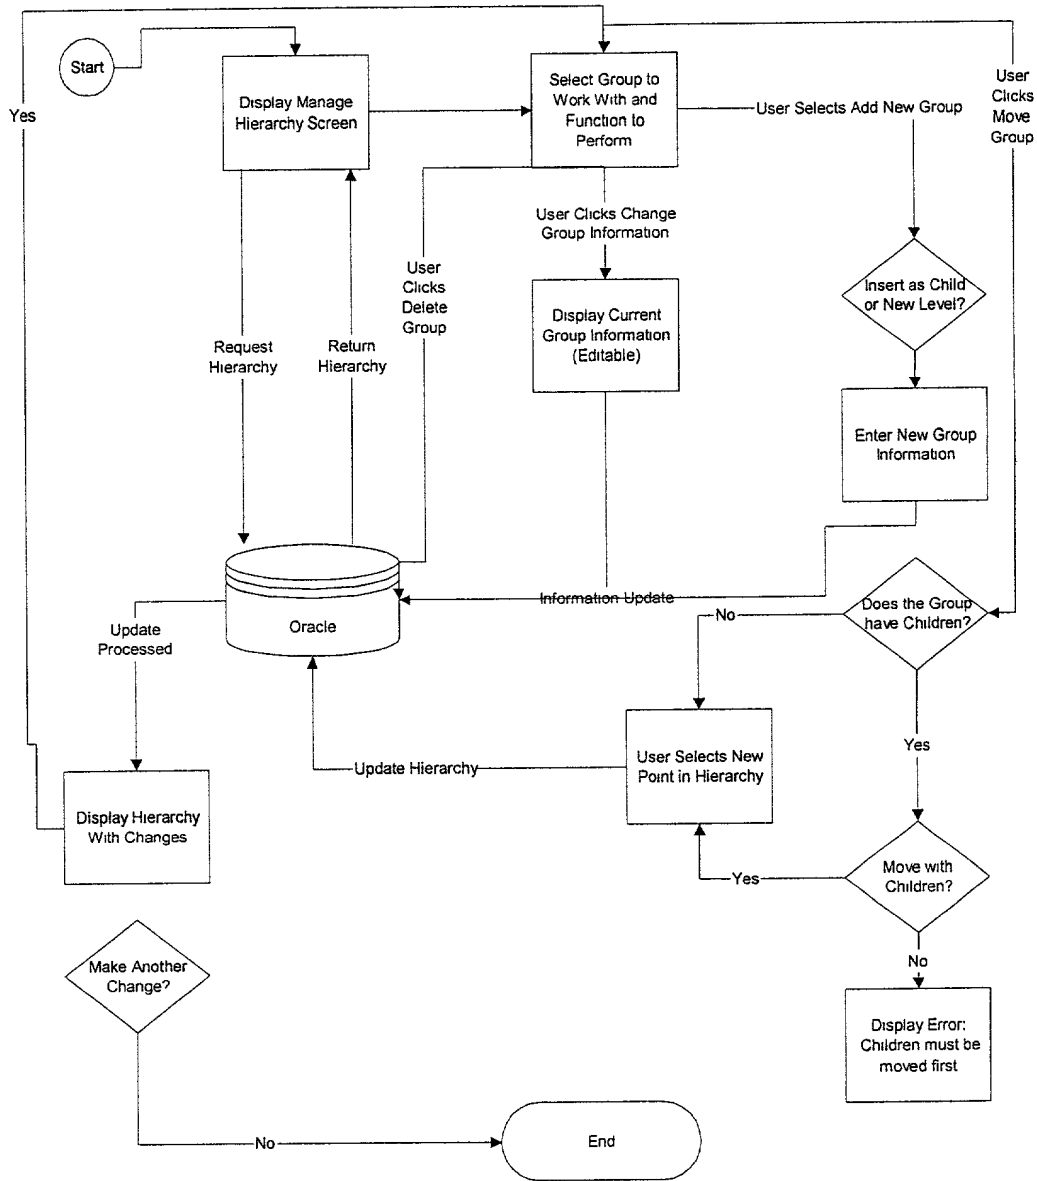 Start
Yes
Display Manage
Hierarchy Screen
Select Group to
Work With and
Function to
Perform
User Selects Add New Group
User
Clicks
Move
Group
User Clicks Change
Group Information
User
Clicks
Delete
Group
Insert as Child
or New Level?
Display Current
Group Information
(Editable)
Request
Hierarchy
Return
Hierarchy
Enter New Group
Information
Information Update
Oracle
Does the Group
have Children?
No
Update
Processed
Yes
User Selects New
Point in Hierarchy
Update Hierarchy
Display Hierarchy
With Changes
Yes
Move with
Children?
No
Make Another
Change?
Display Error:
Children must be
moved first
No
End